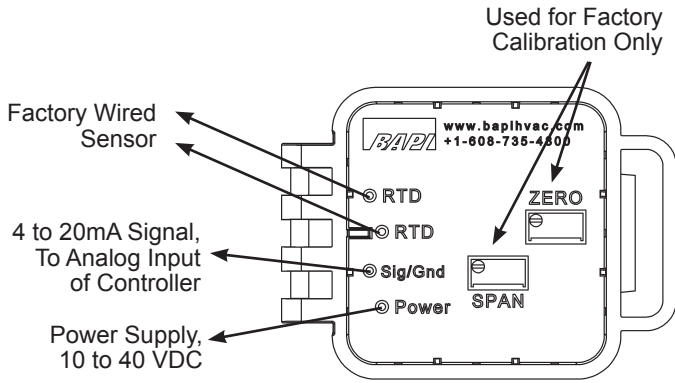 Used for Factory
Calibration Only
Factory Wired
Sensor
BAPI
www.bapihvac.com
+1-608-735-4800
RTD
ZERO
RTD
4 to 20mA Signal,
To Analog Input
of Controller
Sig/Gnd
SPAN
Power
Power Supply,
10 to 40 VDC